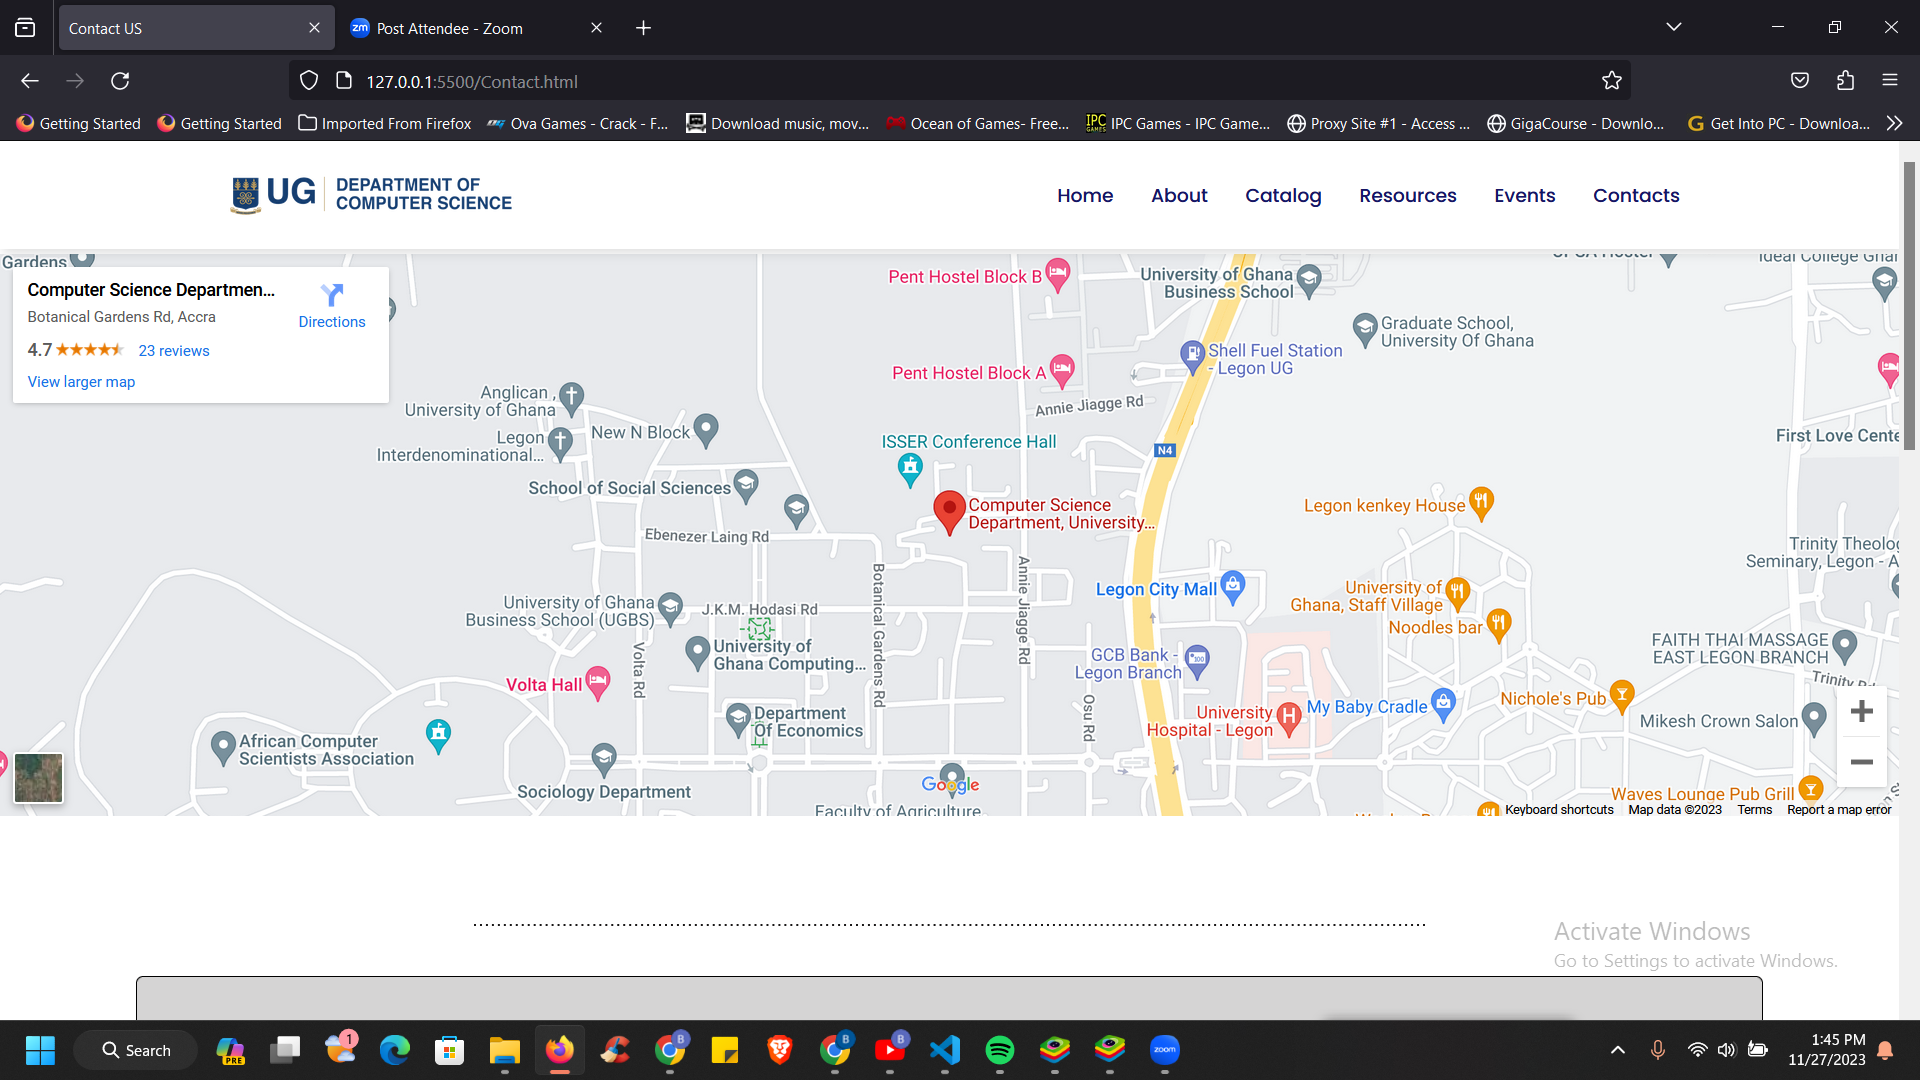 Contact US
zm Post Attendee - Zoom
127.0.0.1:5500/Contact.html
Getting Started
Getting Started
Imported From Firefox
Ova Games - Crack - F...
Download music, mov...
Ocean of Games- Free...
IPC GAMES
IPC Games - IPC Game...
Proxy Site #1 - Access ...
GigaCourse - Downlo...
G Get Into PC - Downloa...
UG DEPARTMENT OF
COMPUTER SCIENCE
Home About Catalog Resources Events Contacts
Gardens
Computer Science Departmen...
Botanical Gardens Rd, Accra
4.7 23 reviews
View larger map
Directions
Pent Hostel Block B
University of Ghana
Business School
Graduate School,
University Of Ghana
Shell Fuel Station
- Legon UG
Pent Hostel Block A
Annie Jiagge Rd
Anglican ,
University of Ghana
Legon
Interdenominational...
New N Block
ISSER Conference Hall
N4
First Love Cente
School of Social Sciences
Computer Science
Department, University...
Legon kenkey House
Ebenezer Laing Rd
Trinity Theolog
Seminary, Legon - A
Botanical Gardens Rd
Annie Jiagge Rd
Legon City Mall
University of
Ghana, Staff Village
Noodles bar
University of Ghana
Business School (UGBS)
J.K.M. Hodasi Rd
University of
Ghana Computing...
Volta Rd
Volta Hall
GCB Bank -
Legon Branch
FAITH THAI MASSAGE
EAST LEGON BRANCH
Trinity Rd
Nichole's Pub
My Baby Cradle
Mikesh Crown Salon
University
Hospital - Legon
H
Osu Rd
Department
Of Economics
African Computer
Scientists Association
Sociology Department
Google
Faculty of Agriculture,
Waves Lounge Pub Grill
Keyboard shortcuts Map data ©2023 Terms Report a map error
Activate Windows
Go to Settings to activate Windows.
Search
PRE
1
B
B
B
zoom
1:45 PM
11/27/2023